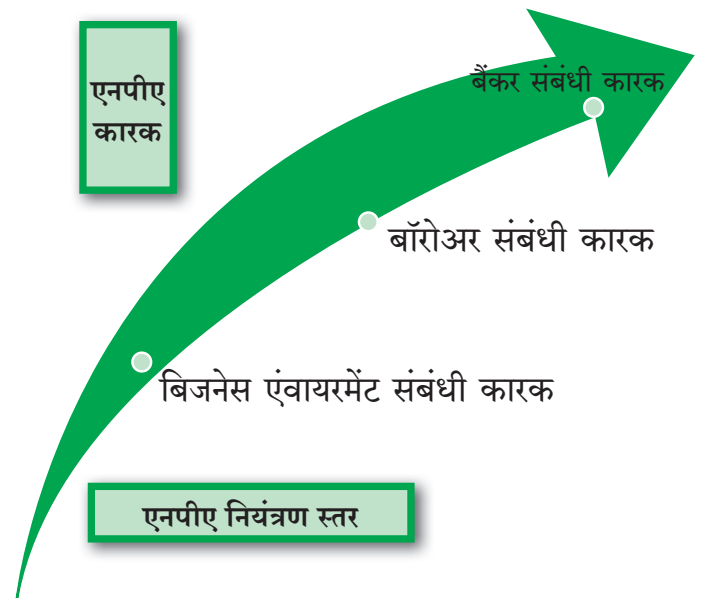 एनपीए
कारक
बैंकर संबंधी कारक
बॉरोअर संबंधी कारक
बिजनेस एंवायरमेंट संबंधी कारक
एनपीए नियंत्रण स्तर